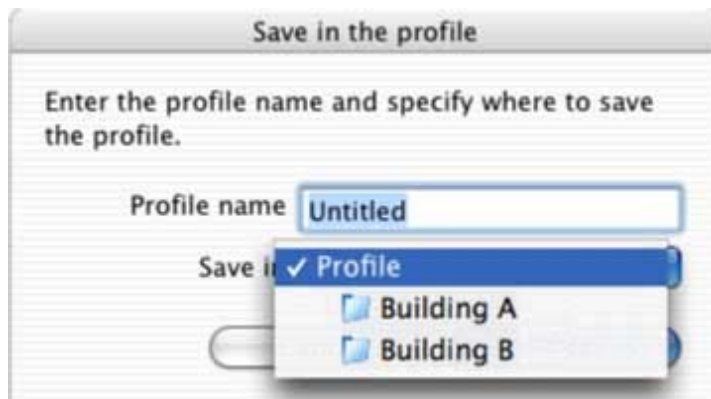 Save in the profile
Enter the profile name and specify where to save
the profile.
Profile name Untitled
Save i
✓ Profile
Building A
Building B